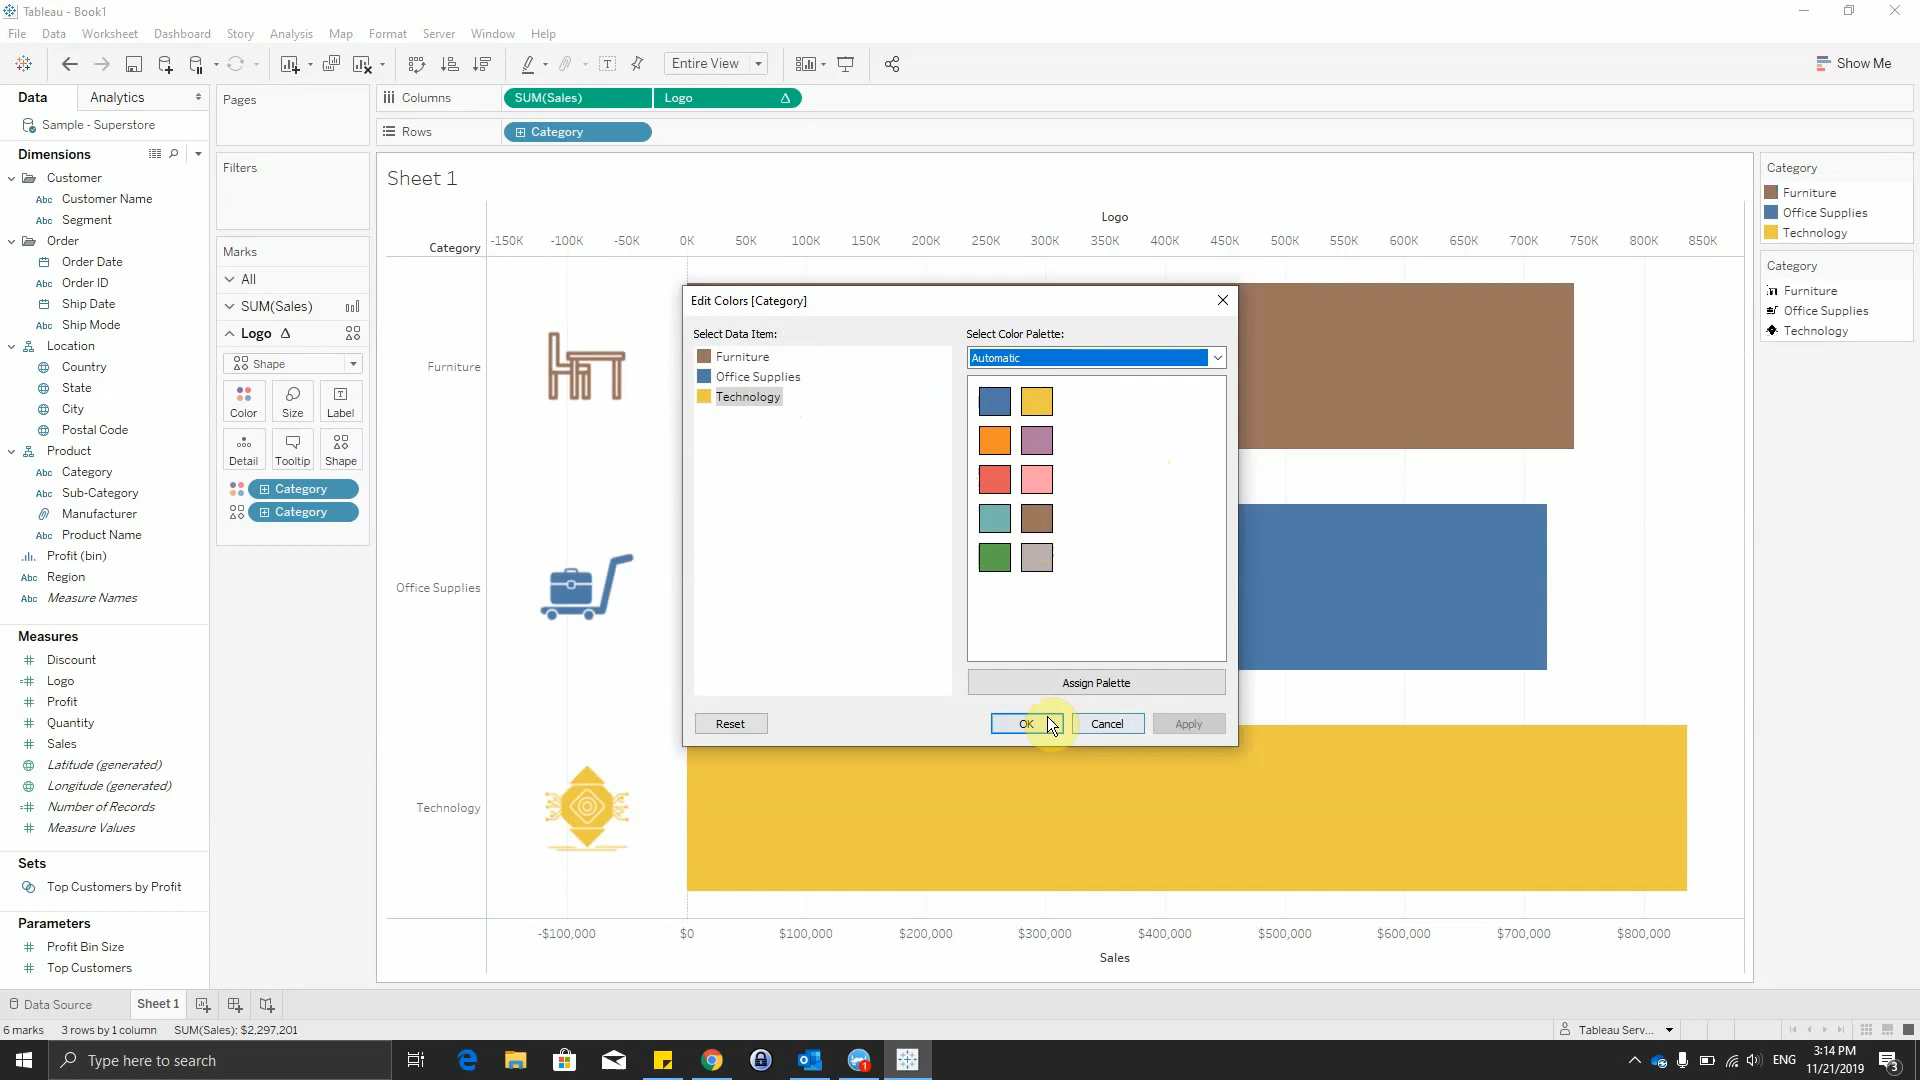 Tableau - Book1
File Data Worksheet Dashboard Story Analysis Map Format Server Window Help
Entire View
Show Me
Data
Analytics
Sample - Superstore
Dimensions
Customer
Abc Customer Name
Abc Segment
Order
Order Date
Abc Order ID
Ship Date
Abc Ship Mode
Location
Country
State
City
Postal Code
Product
Abc Category
Abc Sub-Category
Manufacturer
Abc Product Name
Profit (bin)
Abc Region
Abc Measure Names
Measures
Discount
Logo
Profit
Quantity
Sales
Latitude (generated)
Longitude (generated)
Number of Records
Measure Values
Sets
Top Customers by Profit
Parameters
Profit Bin Size
Top Customers
Pages
Filters
Marks
All
SUM(Sales)
Logo
Shape
Color Size Label
Detail Tooltip Shape
Category
Category
Columns SUM(Sales) Logo
Rows Category
Sheet 1
Logo
Category
-150K -100K -50K 0K 50K 100K 150K 200K 250K 300K 350K 400K 450K 500K 550K 600K 650K 700K 750K 800K 850K
Furniture
Office Supplies
Technology
-$100,000 $0 $100,000 $200,000 $300,000 $400,000 $500,000 $600,000 $700,000 $800,000
Sales
Edit Colors [Category]
Select Data Item:
Furniture
Office Supplies
Technology
Select Color Palette:
Automatic
Assign Palette
Reset
OK
Cancel
Apply
Category
Furniture
Office Supplies
Technology
Category
Furniture
Office Supplies
Technology
Data Source
Sheet 1
6 marks 3 rows by 1 column SUM(Sales): $2,297,201
Tableau Serv...
Type here to search
1
ENG
3:14 PM
11/21/2019
3